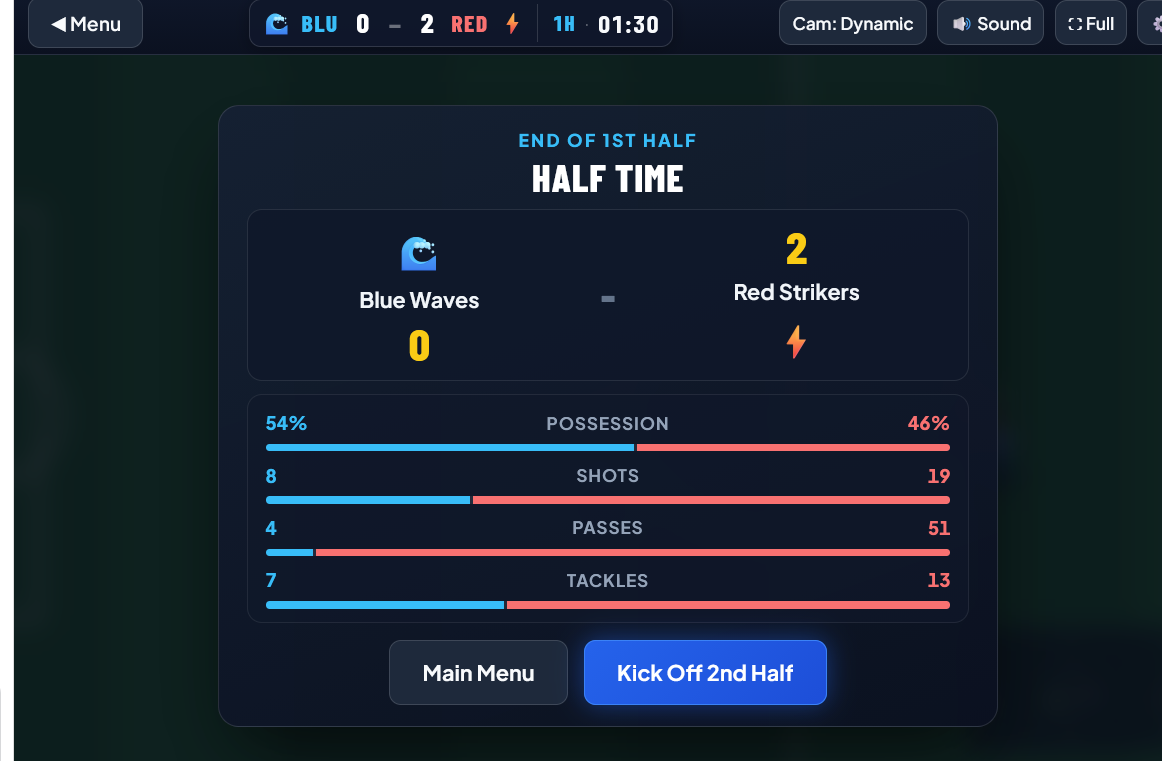 ◀ Menu
BLU 0 – 2 RED 1H · 01:30
Cam: Dynamic
Sound
Full
END OF 1ST HALF
HALF TIME
Blue Waves
0
-
2
Red Strikers
54% POSSESSION 46%
8 SHOTS 19
4 PASSES 51
7 TACKLES 13
Main Menu
Kick Off 2nd Half